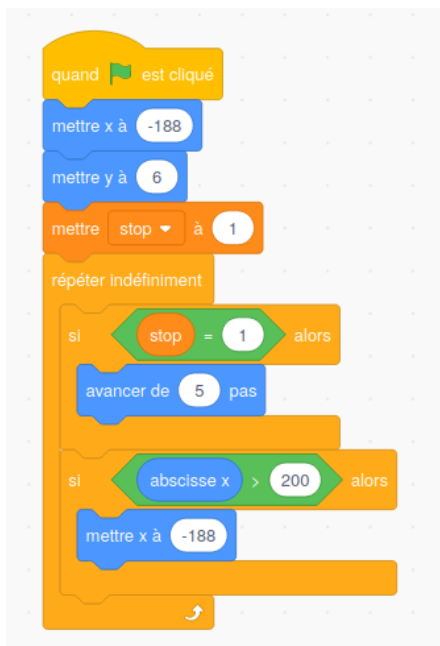 quand est cliqué
mettre x à -188
mettre y à 6
mettre stop à 1
répéter indéfiniment
si stop = 1 alors
avancer de 5 pas
si abscisse x > 200 alors
mettre x à -188